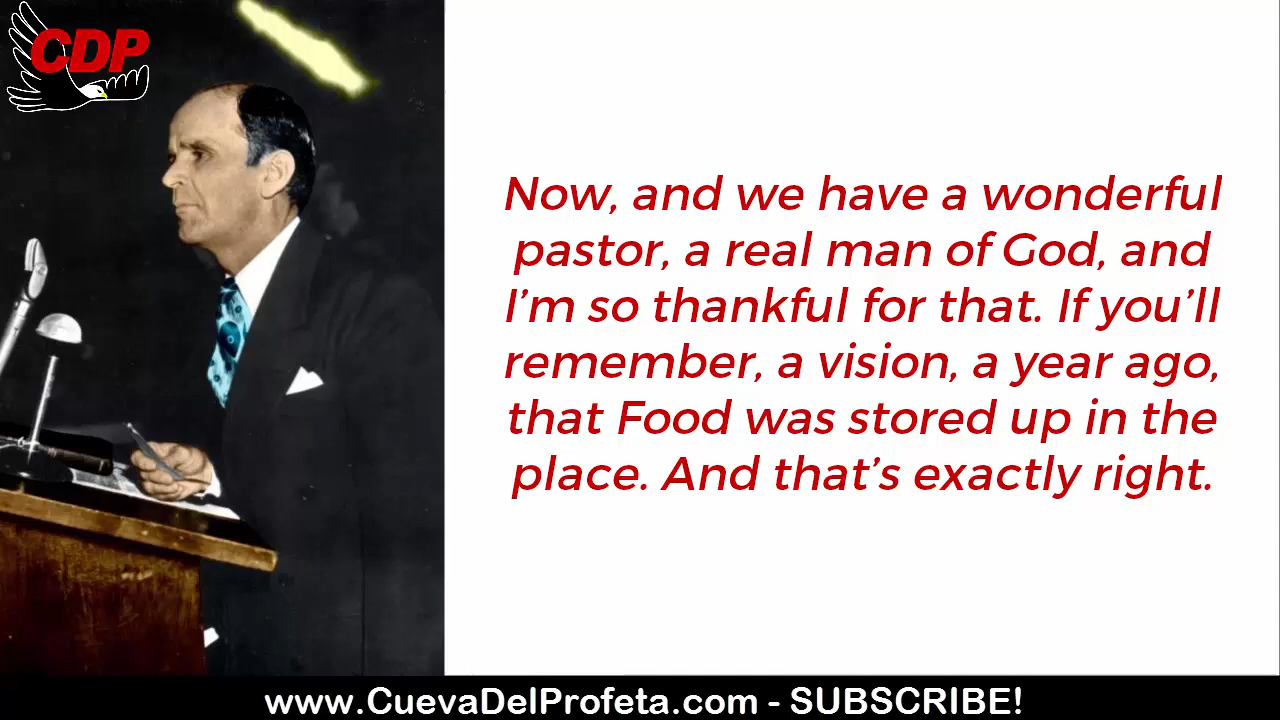 CDP
Now, and we have a wonderful
pastor, a real man of God, and
I’m so thankful for that. If you’ll
remember, a vision, a year ago,
that Food was stored up in the
place. And that’s exactly right.
www.CuevaDelProfeta.com - SUBSCRIBE!